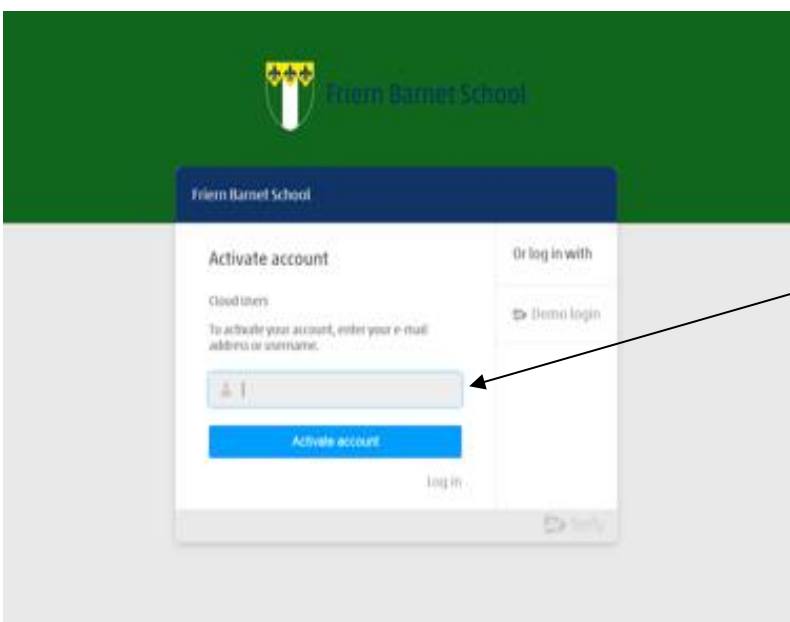 Friern Barnet School
Friern Barnet School
Activate account
Or log in with
Cloud Users
Demo login
To activate your account, enter your e-mail
address or username.
Activate account
Log in